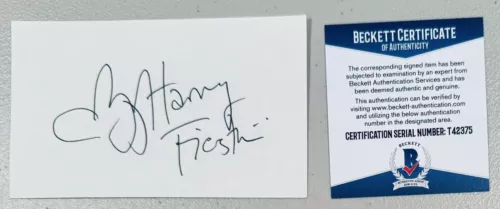 Harvey
Fierstein
BECKETT CERTIFICATE
OF AUTHENTICITY
The corresponding signed item has been
subjected to examination by an expert from
Beckett Authentication Services and has
been deemed authentic and genuine.
This authentication can be verified by
visiting www.beckett-authentication.com and
utilizing the below authentication number
in the designated area.
CERTIFICATION SERIAL NUMBER: T42375
BECKETT
B